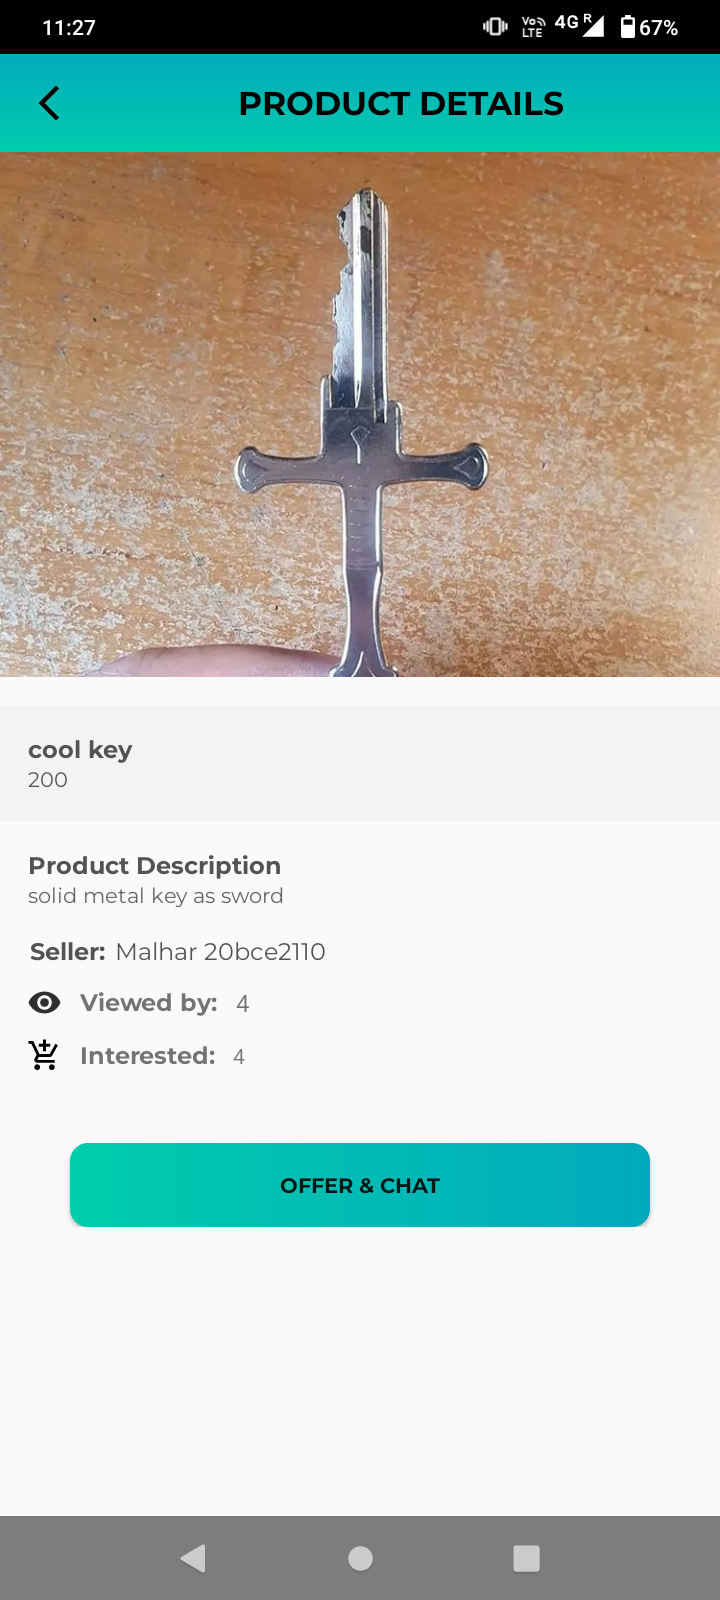 11:27
Vo LTE 4G R 67%
PRODUCT DETAILS
cool key
200
Product Description
solid metal key as sword
Seller: Malhar 20bce2110
Viewed by: 4
Interested: 4
OFFER & CHAT